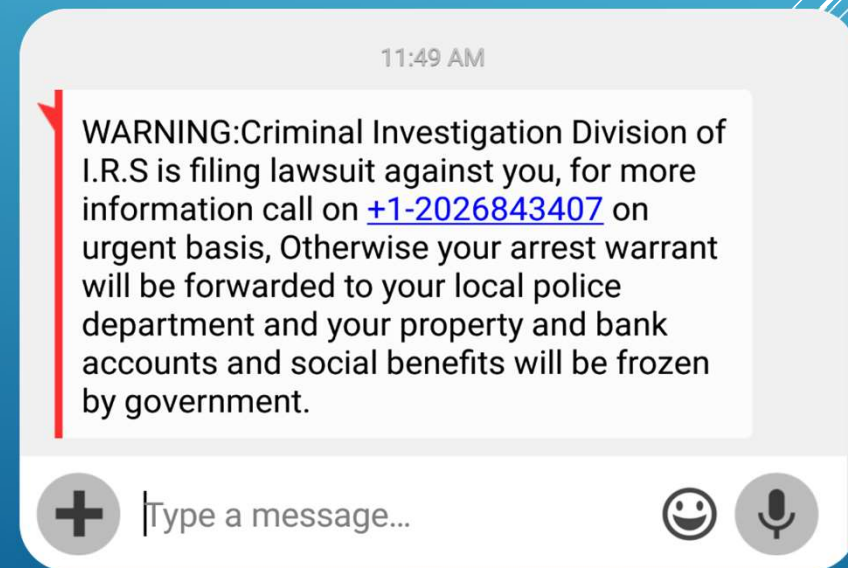 11:49 AM
WARNING:Criminal Investigation Division of
I.R.S is filing lawsuit against you, for more
information call on +1-2026843407 on
urgent basis, Otherwise your arrest warrant
will be forwarded to your local police
department and your property and bank
accounts and social benefits will be frozen
by government.
Type a message...